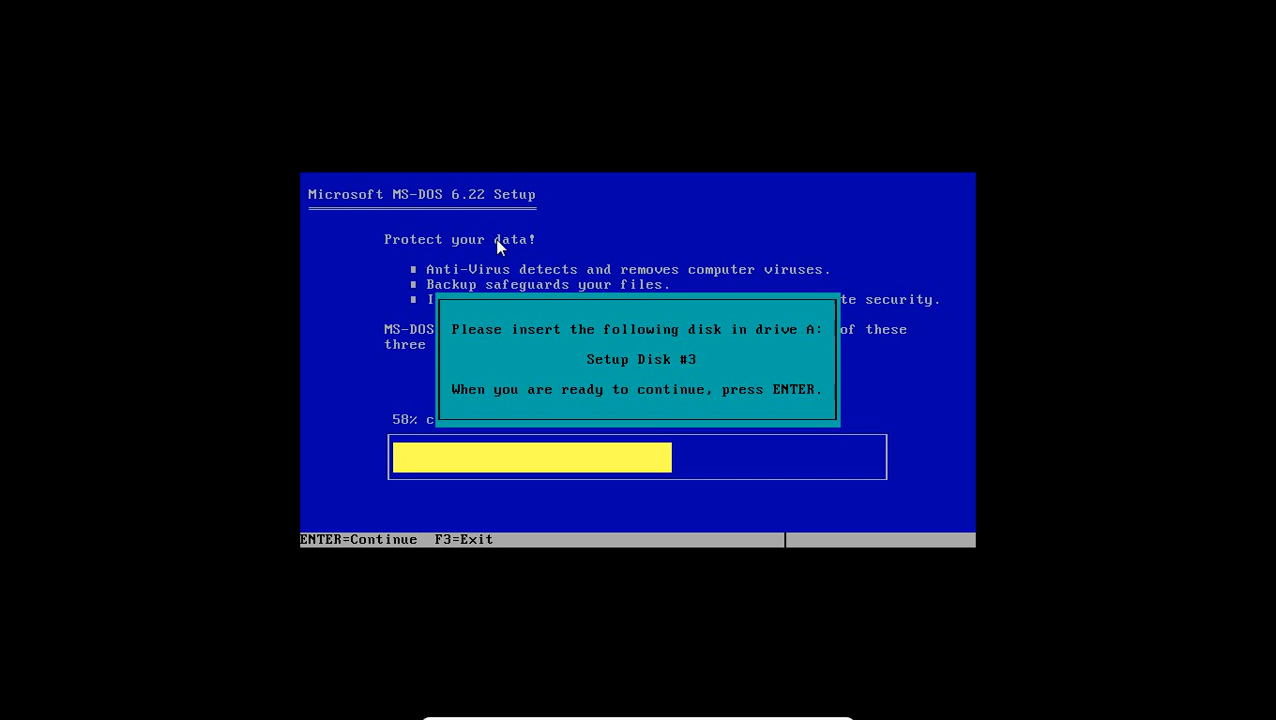 Microsoft MS-DOS 6.22 Setup
Protect your data!
Anti-Virus detects and removes computer viruses.
Backup safeguards your files.
te security.
Please insert the following disk in drive A:
MS-DOS of these
three
Setup Disk #3
When you are ready to continue, press ENTER.
58% c
ENTER=Continue F3=Exit